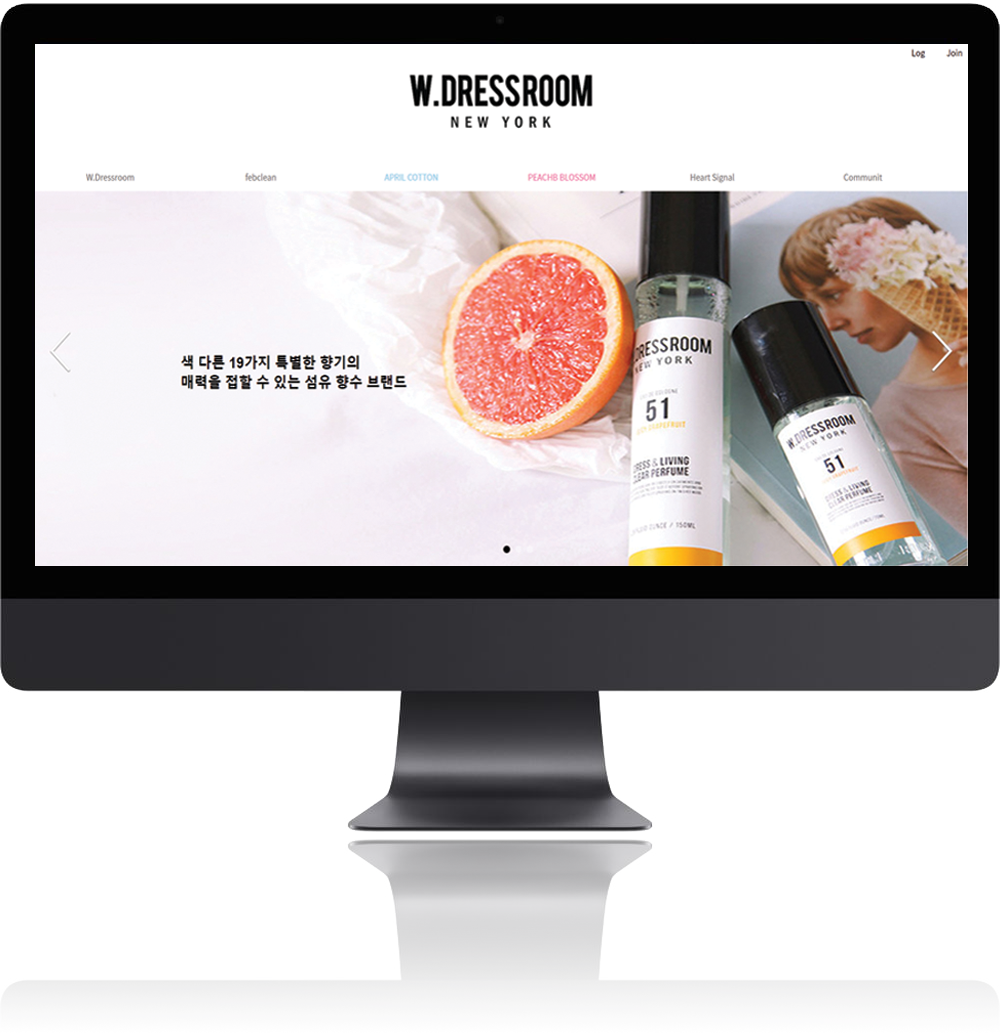 Log Join
W.DRESSROOM
NEW YORK
W.Dressroom febclean APRIL COTTON PEACHB BLOSSOM Heart Signal Communit
색 다른 19가지 특별한 향기의
매력을 접할 수 있는 섬유 향수 브랜드
DRESSROOM
NEW YORK
51
GRAPEFRUIT
DRESS & LIVING
CLEAR PERFUME
OUNCE / 150ML
W.DRESSROOM
NEW YORK
51
DRESS & LIVING
CLEAR PERFUME